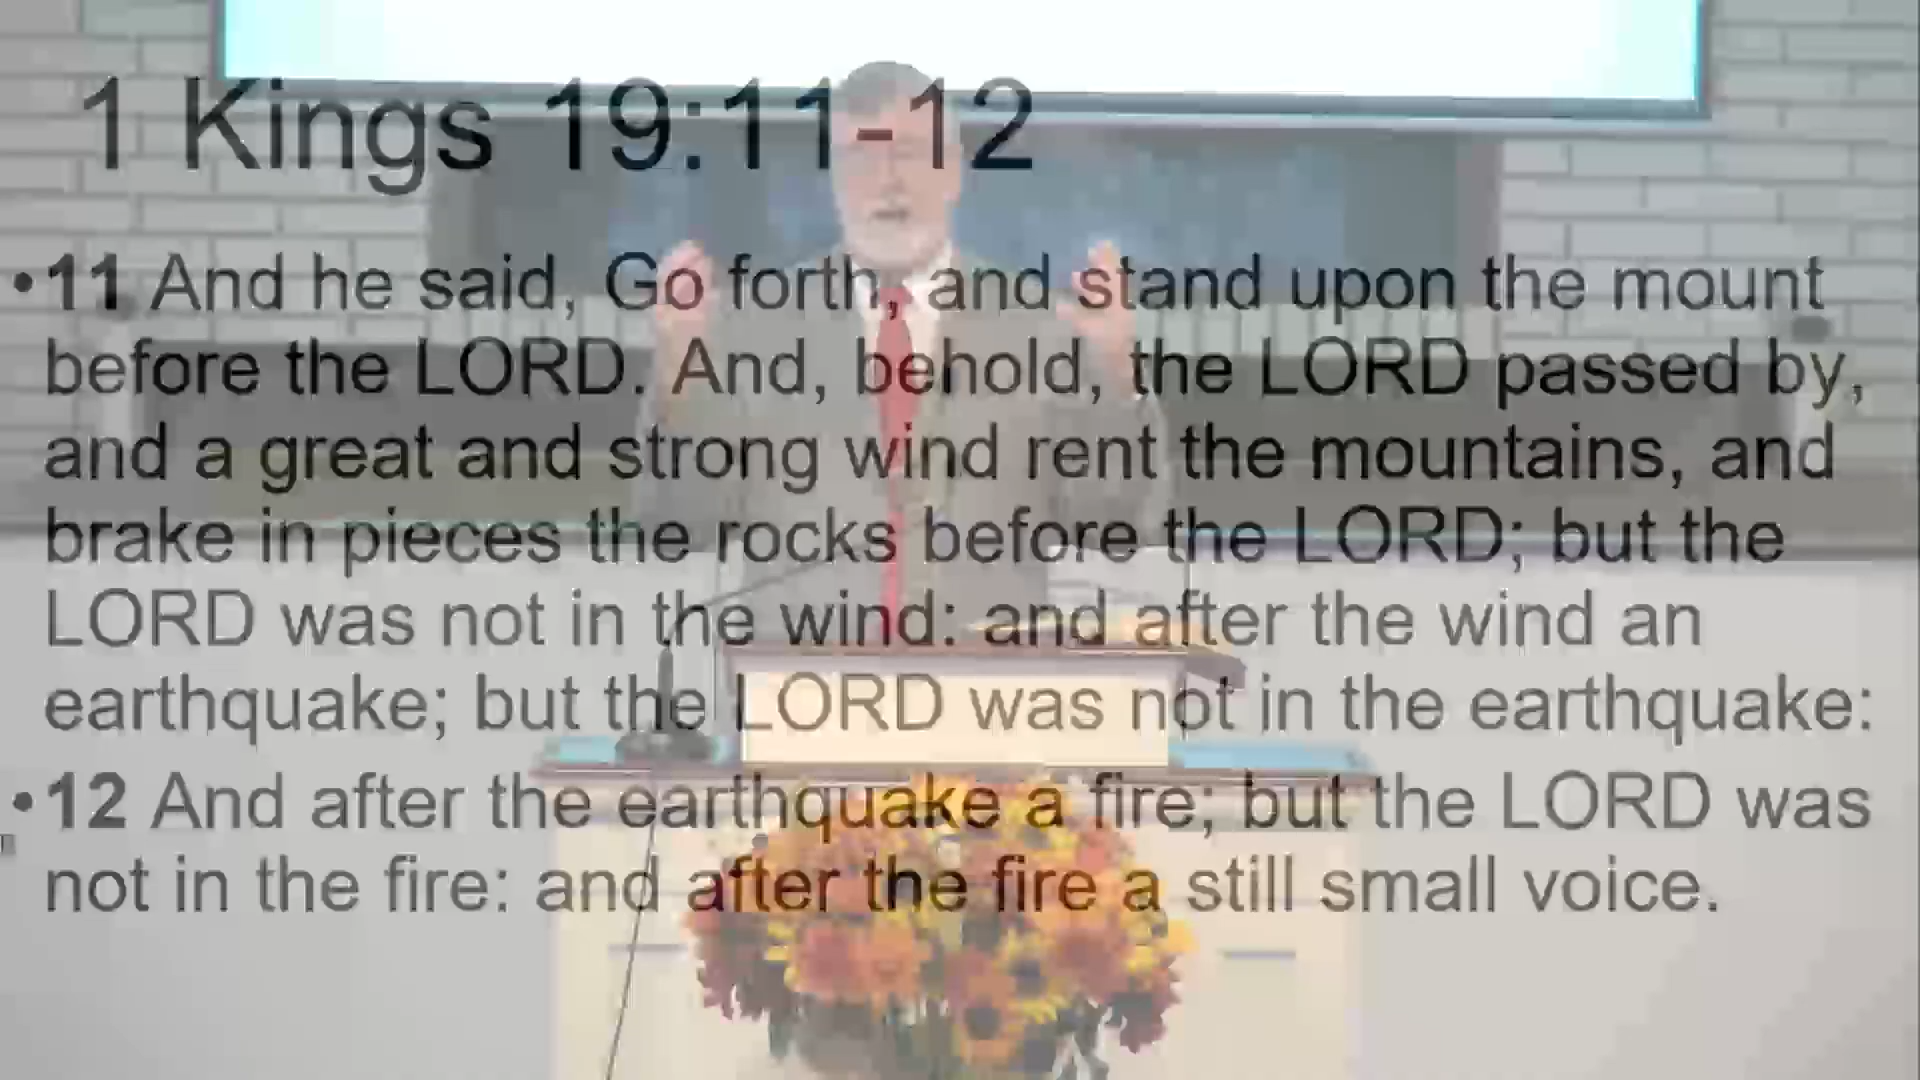 1 Kings 19:11-12
•11 And he said, Go forth, and stand upon the mount
before the LORD. And, behold, the LORD passed by,
and a great and strong wind rent the mountains, and
brake in pieces the rocks before the LORD; but the
LORD was not in the wind: and after the wind an
earthquake; but the LORD was not in the earthquake:
•12 And after the earthquake a fire; but the LORD was
not in the fire: and after the fire a still small voice.